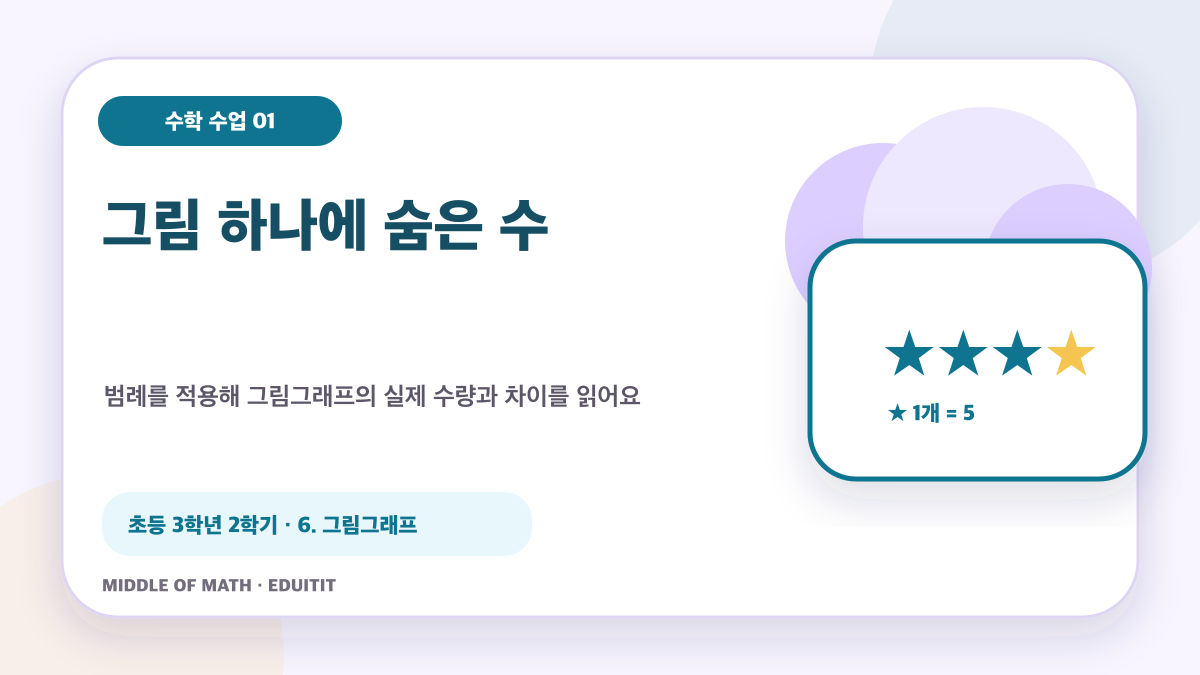 수학 수업 01
그림 하나에 숨은 수
범례를 적용해 그림그래프의 실제 수량과 차이를 읽어요
★★★★
★ 1개 = 5
초등 3학년 2학기 · 6. 그림그래프
MIDDLE OF MATH · EDUITIT